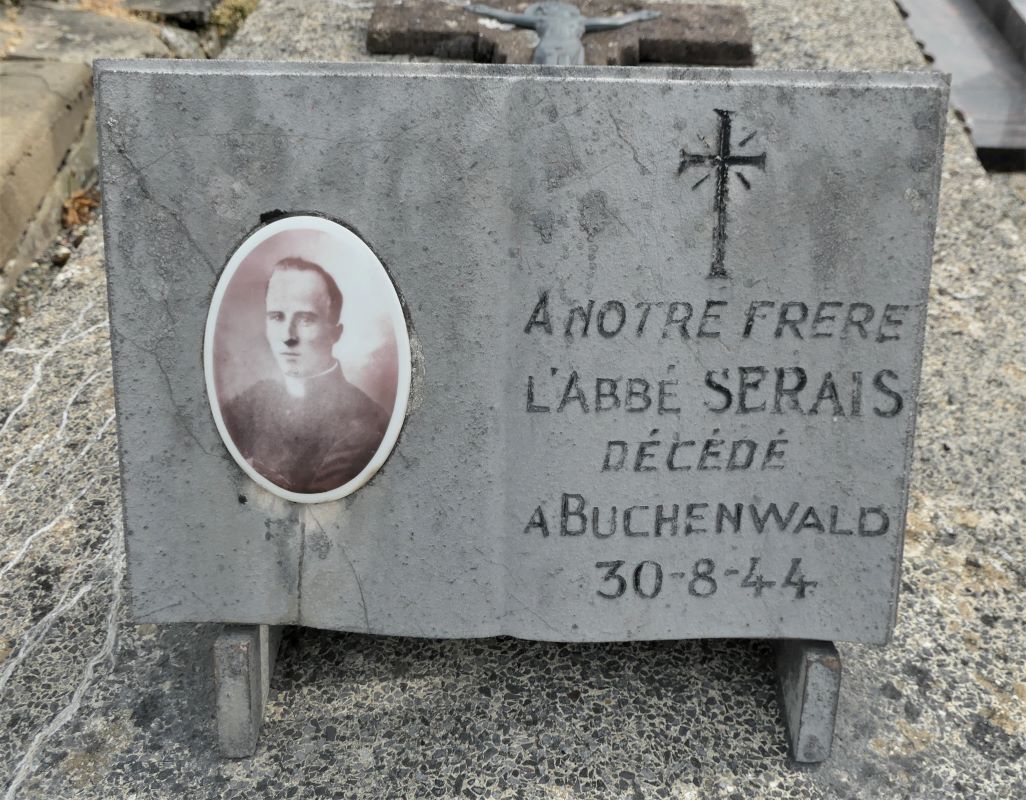 A NOTRE FRERE
L'ABBÉ SERAIS
DÉCÉDÉ
A BUCHENWALD
30-8-44